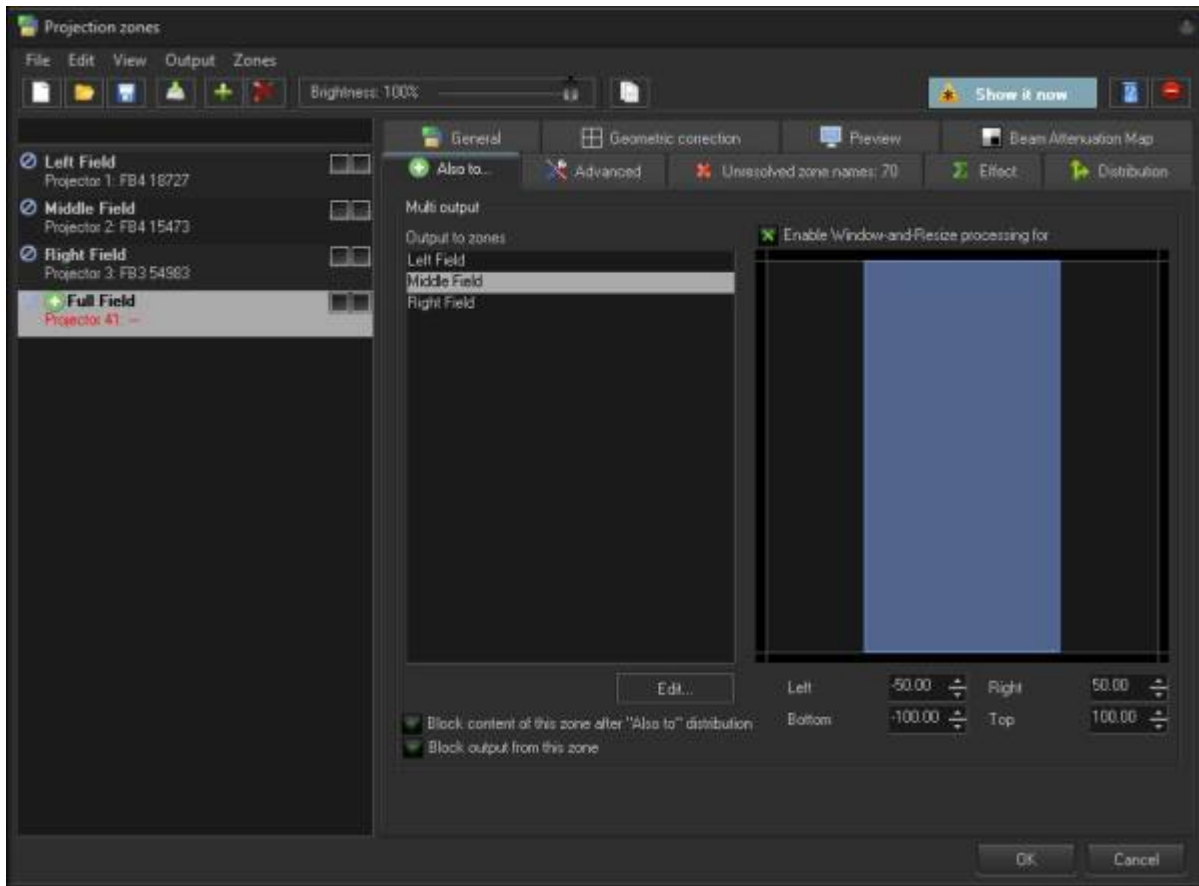 Projection zones
File Edit View Output Zones
Brightness: 100%
Show it now
General
Geometric correction
Preview
Beam Attenuation Map
Also to...
Advanced
Unresolved zone names: 70
Effect
Distribution
Left Field
Projector 1: FB4 18727
Middle Field
Projector 2: FB4 15473
Right Field
Projector 3: FB3 54983
Full Field
Projector 41: --
Multi output
Output to zones
Left Field
Middle Field
Right Field
Enable Window-and-Resize processing for
Edit...
Block content of this zone after "Also to" distribution
Block output from this zone
Left -50.00 Right 50.00
Bottom -100.00 Top 100.00
OK Cancel